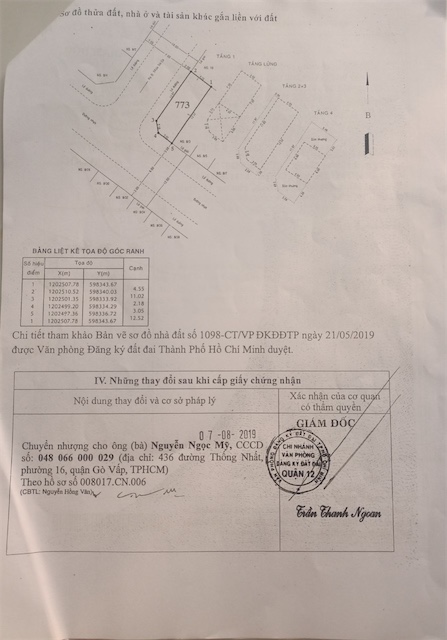 Sơ đồ thửa đất, nhà ở và tài sản khác gắn liền với đất
TẦNG 1
TẦNG LỬNG
TẦNG 2+3
TẦNG 4
773
B
BẢNG LIỆT KÊ TỌA ĐỘ GÓC RANH
Số hiệu điểm Tọa độ Cạnh
X(m) Y(m)
1 1202507.78 598343.67
4.55
2 1202510.52 598340.03
11.02
3 1202501.35 598333.92
2.18
4 1202499.20 598334.29
3.05
5 1202497.36 598336.72
12.52
1 1202507.78 598343.67
Chi tiết tham khảo Bản vẽ sơ đồ nhà đất số 1098-CT/VPĐKĐĐTP ngày 21/05/2019
được Văn phòng Đăng ký đất đai Thành Phố Hồ Chí Minh duyệt.
IV. Những thay đổi sau khi cấp giấy chứng nhận
Nội dung thay đổi và cơ sở pháp lý
Xác nhận của cơ quan
có thẩm quyền
07-08-2019
GIÁM ĐỐC
Chuyển nhượng cho ông (bà) Nguyễn Ngọc Mỹ, CCCD
số: 048 066 000 029 (địa chỉ: 436 đường Thống Nhất,
phường 16, quận Gò Vấp, TPHCM)
Theo hồ sơ số 008017.CN.006
(CBTL: Nguyễn Hồng Vân)
CHI NHÁNH
VĂN PHÒNG
ĐĂNG KÝ ĐẤT ĐAI
QUẬN 12
Trần Thanh Ngoan